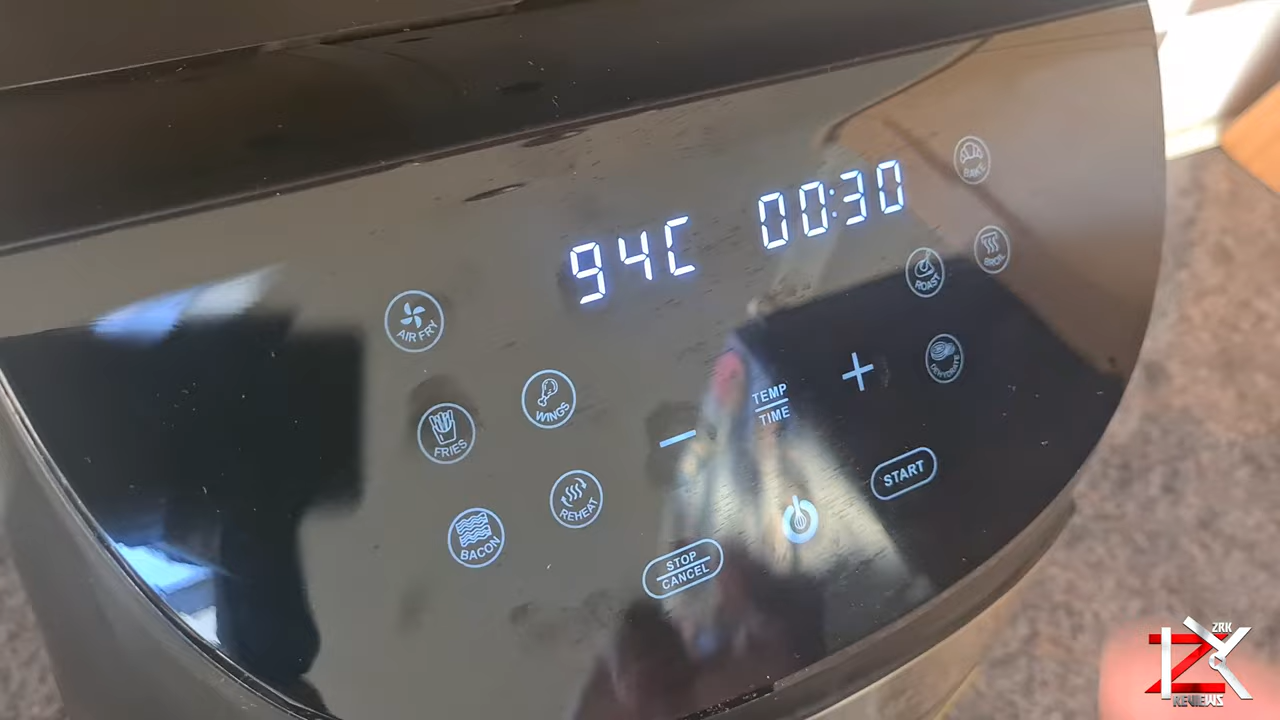 94C 00:30
BAKE
BROIL
ROAST
AIR FRY
TEMP
TIME
DEHYDRATE
WINGS
FRIES
START
REHEAT
BACON
STOP
CANCEL
ZRK
REVIEWS